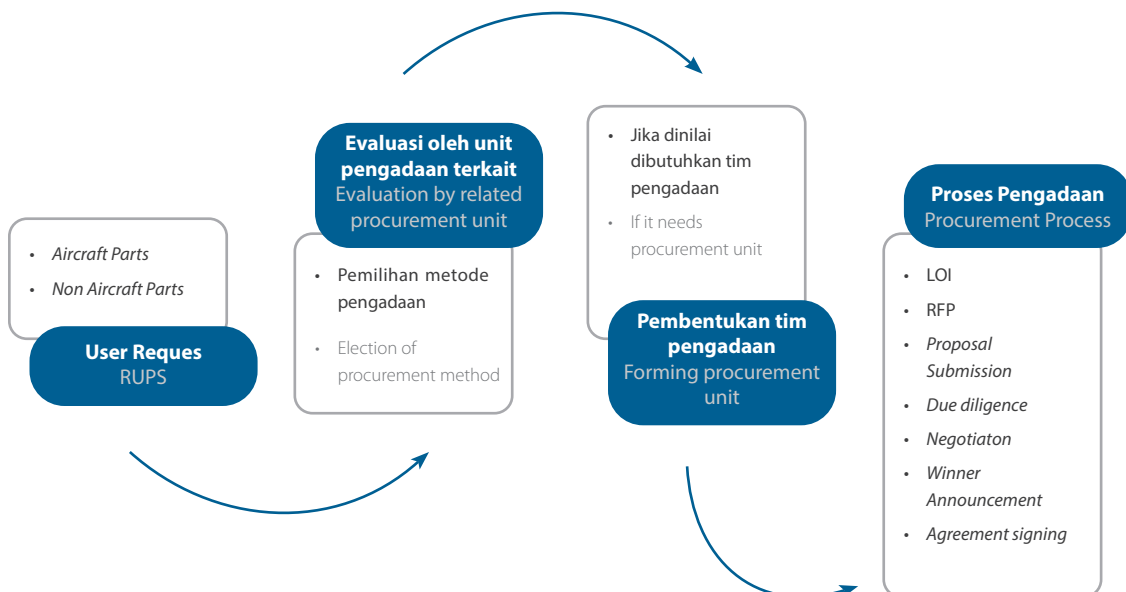 • Aircraft Parts
• Non Aircraft Parts
User Reques
RUPS
Evaluasi oleh unit
pengadaan terkait
Evaluation by related
procurement unit
• Pemilihan metode
pengadaan
• Election of
procurement method
• Jika dinilai
dibutuhkan tim
pengadaan
• If it needs
procurement unit
Pembentukan tim
pengadaan
Forming procurement
unit
Proses Pengadaan
Procurement Process
• LOI
• RFP
• Proposal
Submission
• Due diligence
• Negotiaton
• Winner
Announcement
• Agreement signing